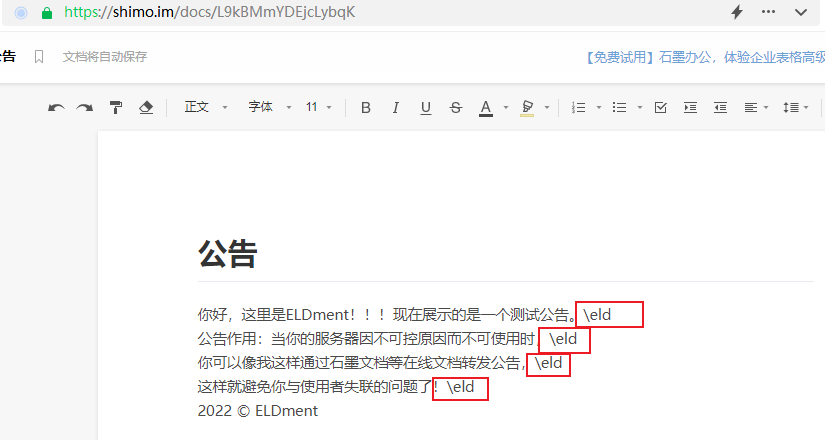 https://shimo.im/docs/L9kBMmYDEjcLybqK
公告 文档将自动保存 【免费试用】石墨办公，体验企业表格高级
正文 字体 11 B I U S A
公告
你好，这里是ELDment！！！现在展示的是一个测试公告。\eld
公告作用：当你的服务器因不可控原因而不可使用时，\eld
你可以像我这样通过石墨文档等在线文档转发公告，\eld
这样就避免你与使用者失联的问题了！\eld
2022 © ELDment